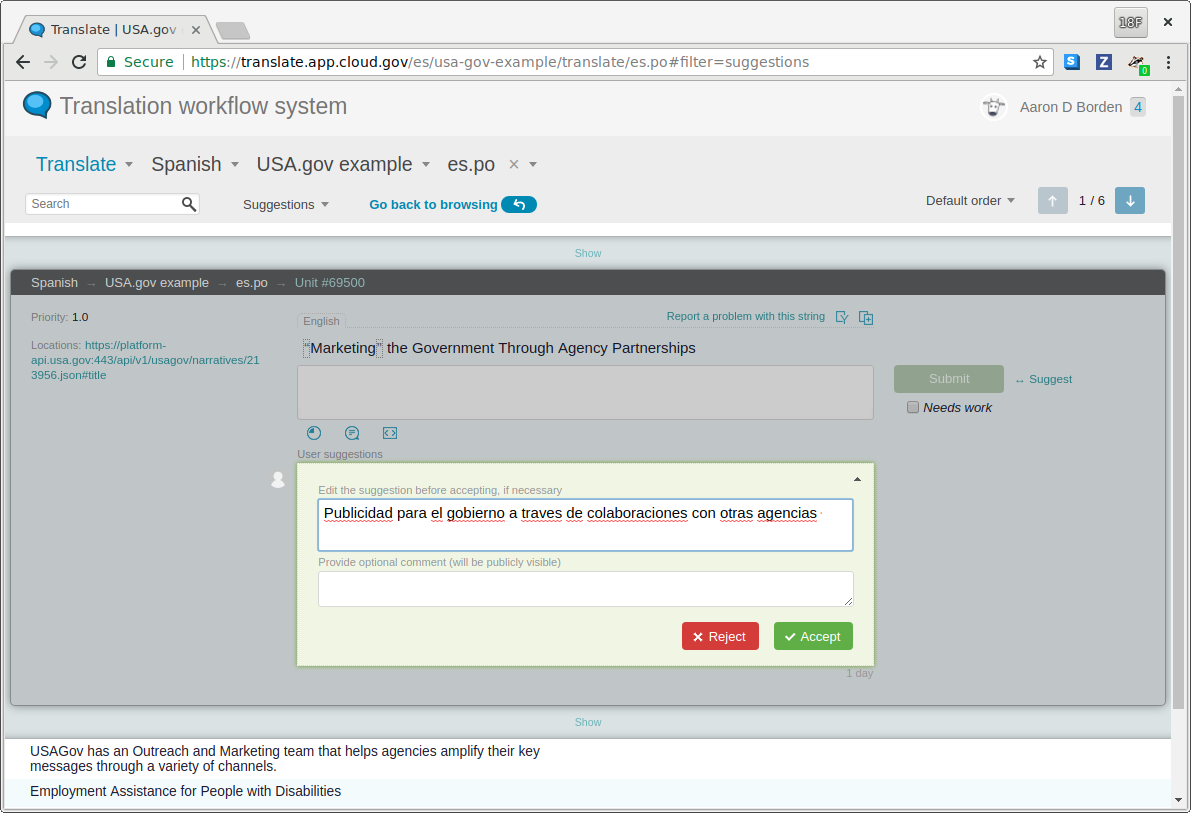 Translate | USA.gov
18F
Secure https://translate.app.cloud.gov/es/usa-gov-example/translate/es.po#filter=suggestions
S Z 0
Translation workflow system
Aaron D Borden 4
Translate Spanish USA.gov example es.po
Search
Suggestions
Go back to browsing
Default order
1 / 6
Show
Spanish → USA.gov example → es.po → Unit #69500
Priority: 1.0
Locations: https://platform-
api.usa.gov:443/api/v1/usagov/narratives/21
3956.json#title
English
Report a problem with this string
"Marketing" the Government Through Agency Partnerships
Submit
↔ Suggest
Needs work
User suggestions
Edit the suggestion before accepting, if necessary
Publicidad para el gobierno a traves de colaboraciones con otras agencias
Provide optional comment (will be publicly visible)
Reject
Accept
1 day
Show
USAGov has an Outreach and Marketing team that helps agencies amplify their key
messages through a variety of channels.
Employment Assistance for People with Disabilities